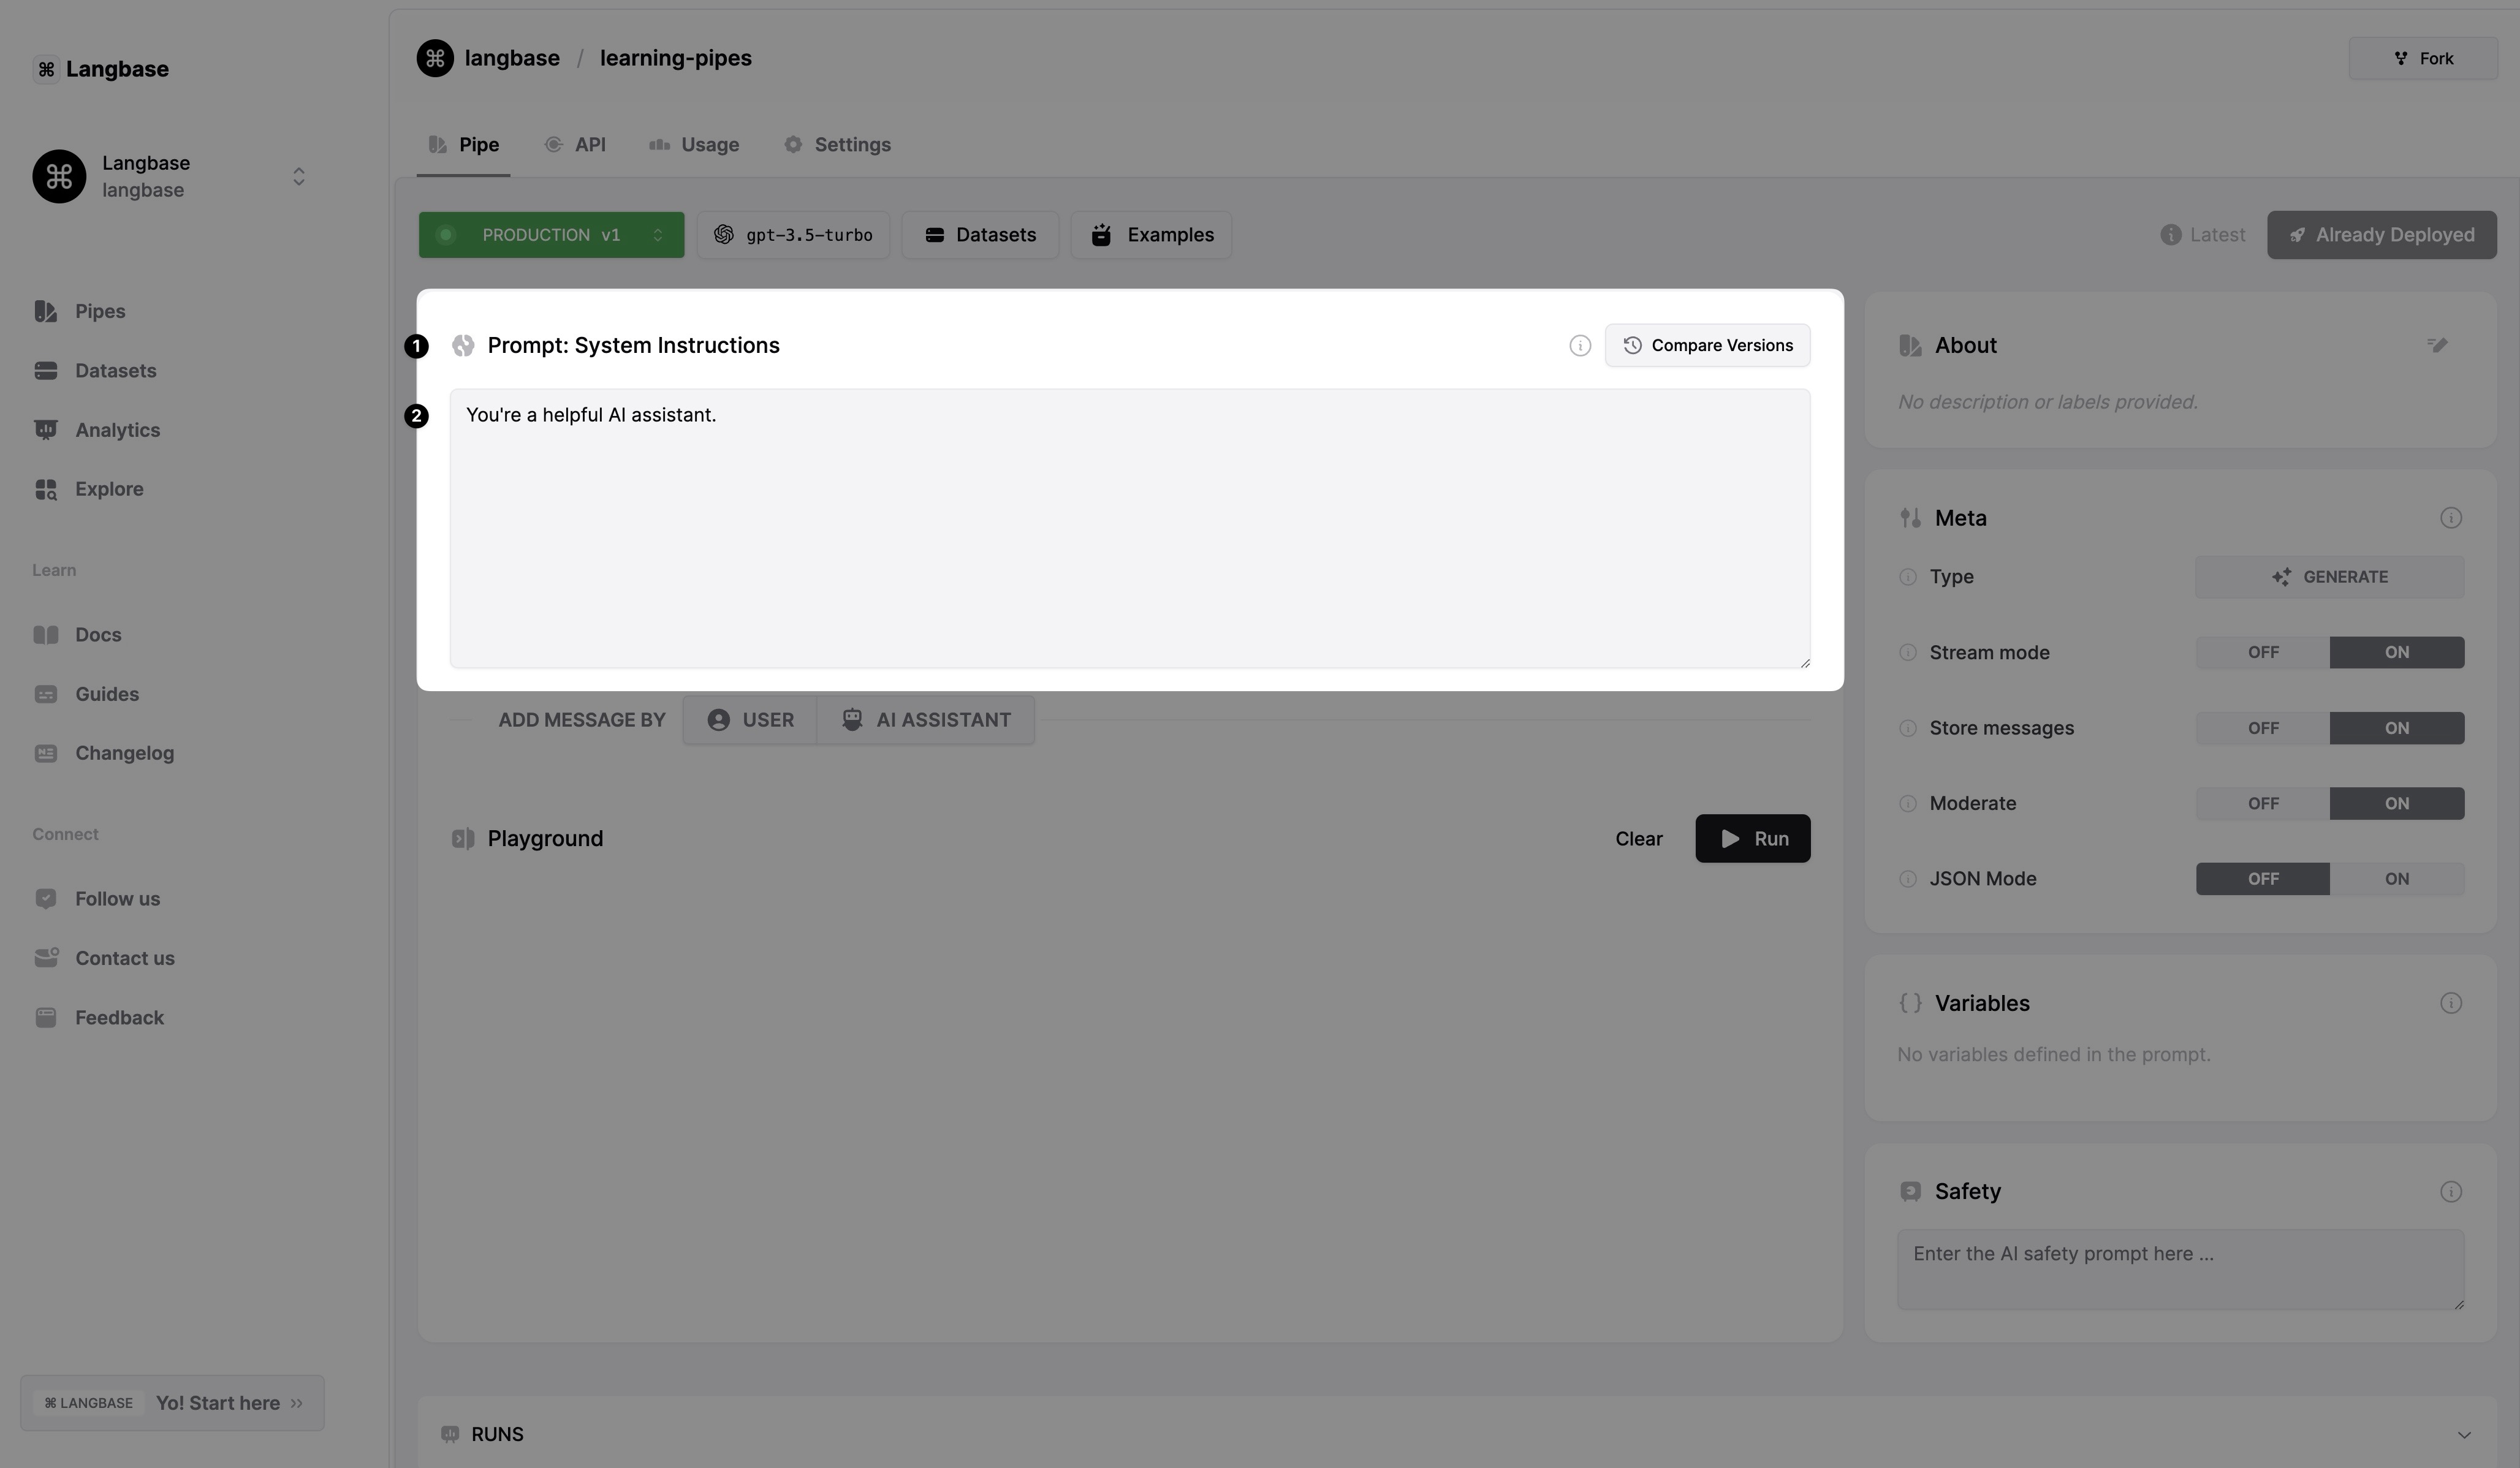 Langbase
Langbase
langbase
Pipes
Datasets
Analytics
Explore
Learn
Docs
Guides
Changelog
Connect
Follow us
Contact us
Feedback
⌘ LANGBASE Yo! Start here
langbase / learning-pipes
Fork
Pipe API Usage Settings
PRODUCTION v1 gpt-3.5-turbo Datasets Examples
Latest Already Deployed
1 Prompt: System Instructions Compare Versions
2 You're a helpful AI assistant.
ADD MESSAGE BY USER AI ASSISTANT
Playground Clear Run
About
No description or labels provided.
Meta
Type GENERATE
Stream mode OFF ON
Store messages OFF ON
Moderate OFF ON
JSON Mode OFF ON
{ } Variables
No variables defined in the prompt.
Safety
Enter the AI safety prompt here ...
RUNS